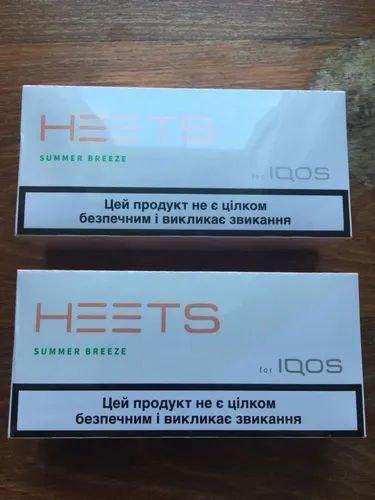 HEETS
SUMMER BREEZE
for IQOS
Цей продукт не є цілком
безпечним і викликає звикання
HEETS
SUMMER BREEZE
for IQOS
Цей продукт не є цілком
безпечним і викликає звикання